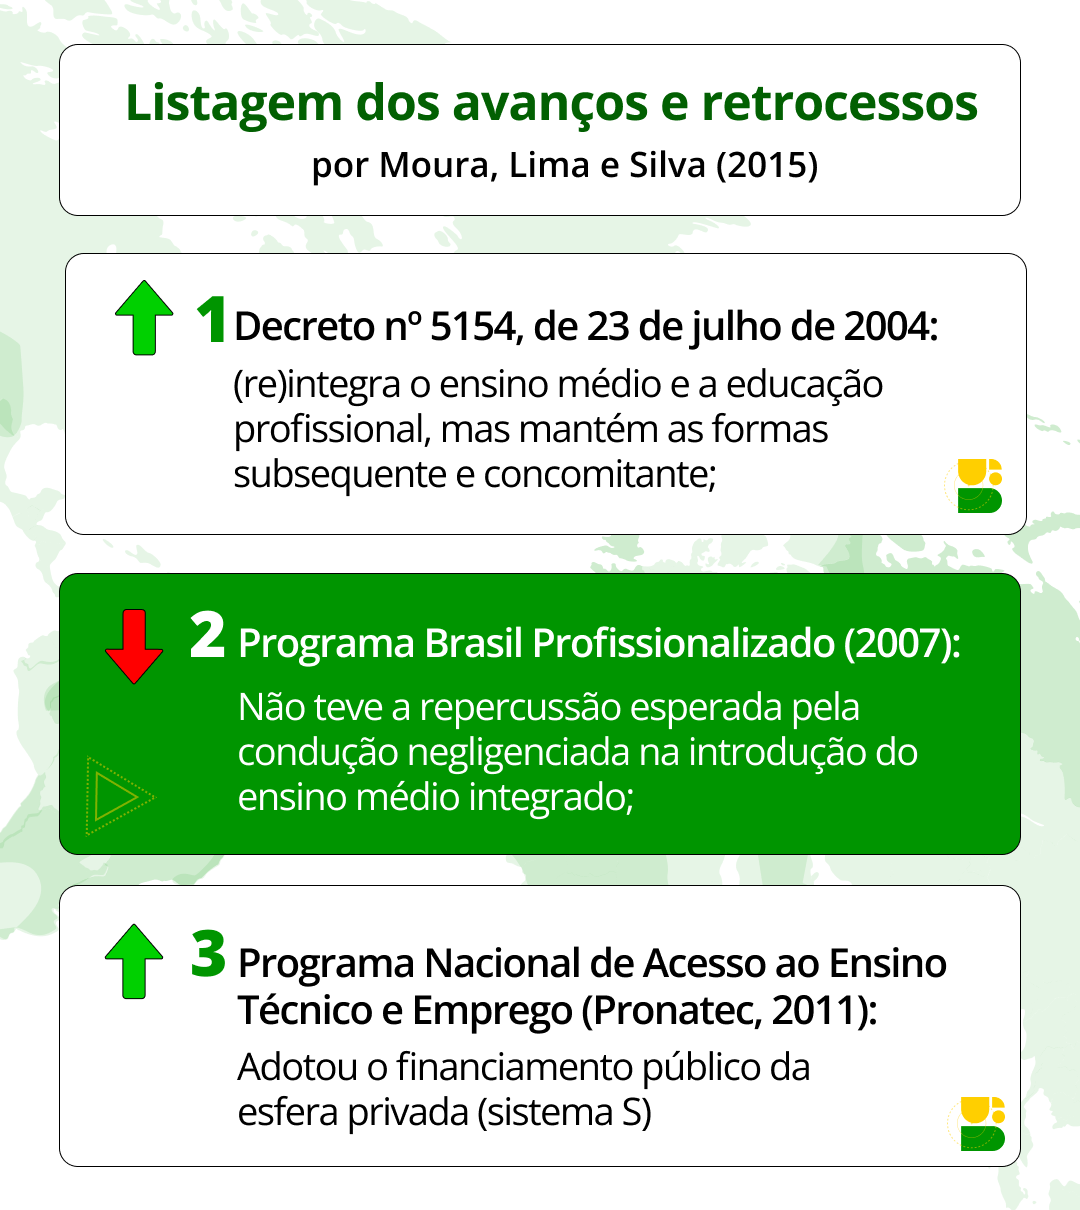 Listagem dos avanços e retrocessos
por Moura, Lima e Silva (2015)
1 Decreto nº 5154, de 23 de julho de 2004:
(re)integra o ensino médio e a educação
profissional, mas mantém as formas
subsequente e concomitante;
2 Programa Brasil Profissionalizado (2007):
Não teve a repercussão esperada pela
condução negligenciada na introdução do
ensino médio integrado;
3 Programa Nacional de Acesso ao Ensino
Técnico e Emprego (Pronatec, 2011):
Adotou o financiamento público da
esfera privada (sistema S)